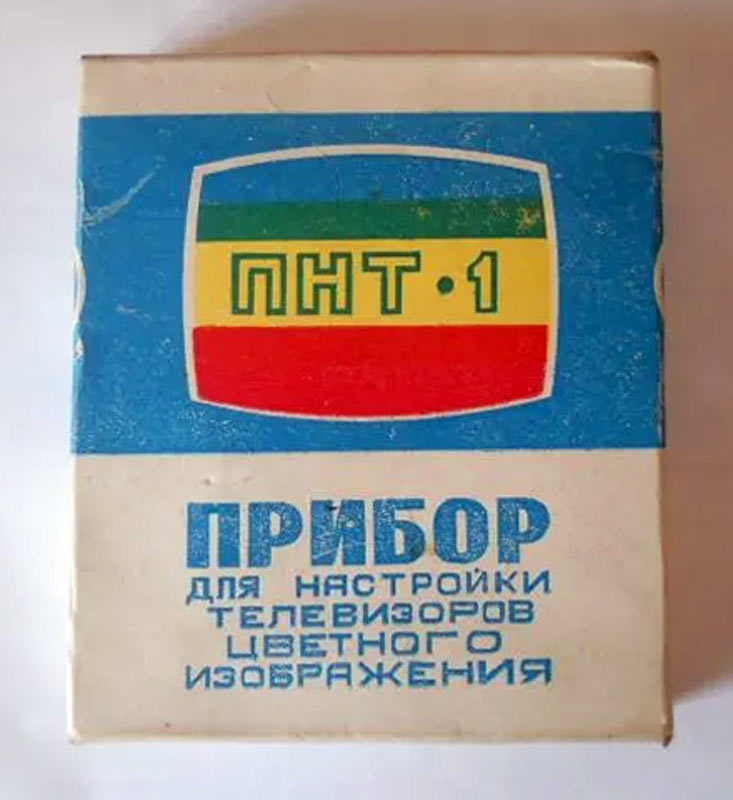 ПНТ·1
ПРИБОР
ДЛЯ НАСТРОЙКИ
ТЕЛЕВИЗОРОВ
ЦВЕТНОГО
ИЗОБРАЖЕНИЯ